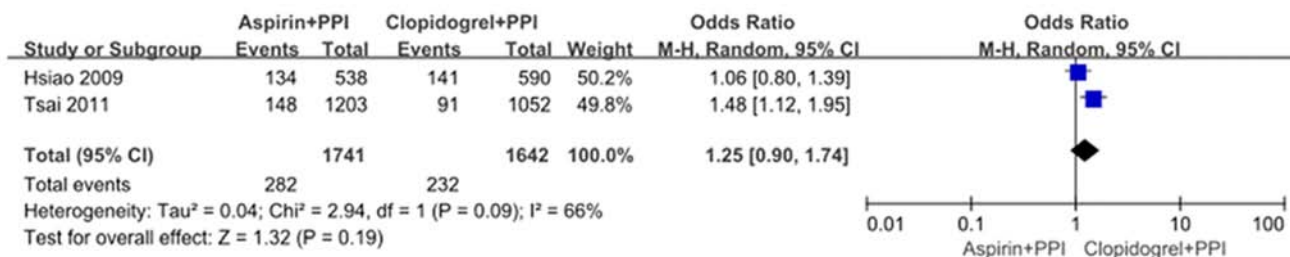 Aspirin+PPI Clopidogrel+PPI Odds Ratio Odds Ratio
Study or Subgroup Events Total Events Total Weight M-H, Random, 95% CI M-H, Random, 95% CI
Hsiao 2009 134 538 141 590 50.2% 1.06 [0.80, 1.39]
Tsai 2011 148 1203 91 1052 49.8% 1.48 [1.12, 1.95]
Total (95% CI) 1741 1642 100.0% 1.25 [0.90, 1.74]
Total events 282 232
Heterogeneity: Tau² = 0.04; Chi² = 2.94, df = 1 (P = 0.09); I² = 66%
Test for overall effect: Z = 1.32 (P = 0.19)
0.01 0.1 1 10 100
Aspirin+PPI Clopidogrel+PPI